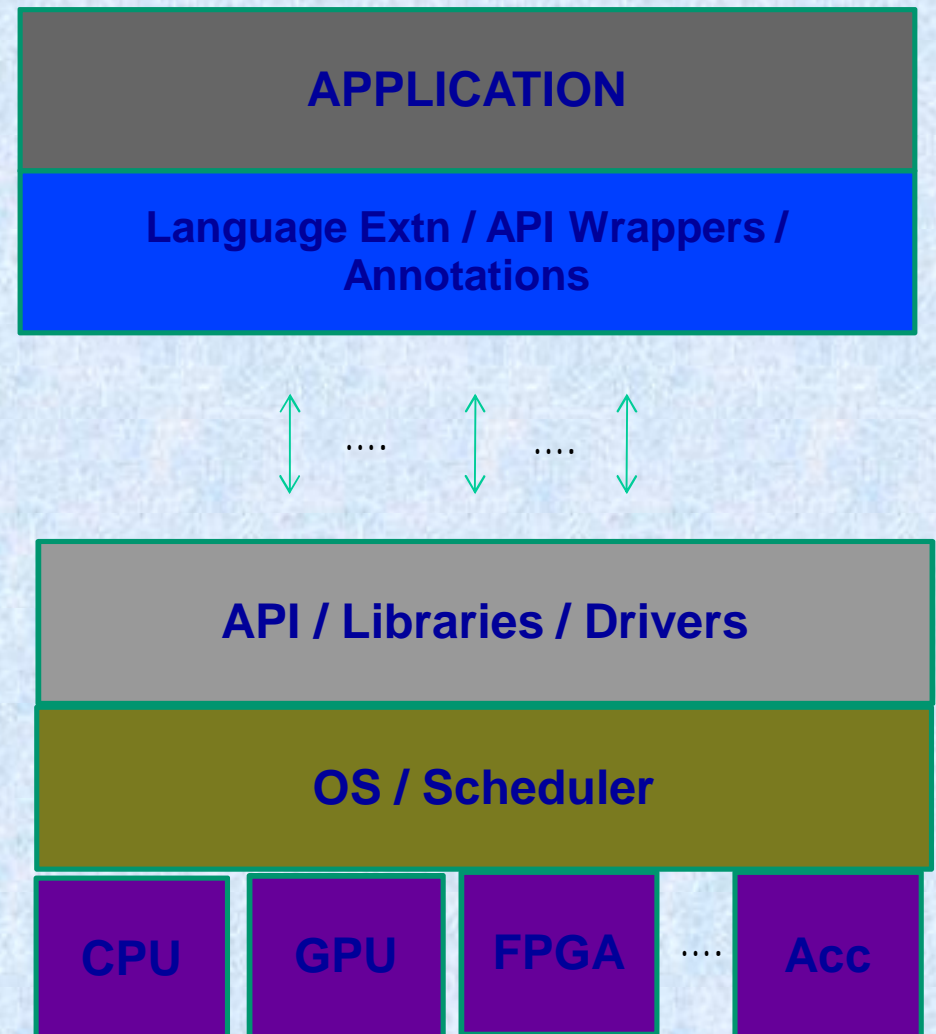 APPLICATION
Language Extn / API Wrappers /
Annotations
.... ....
API / Libraries / Drivers
OS / Scheduler
CPU GPU FPGA .... Acc